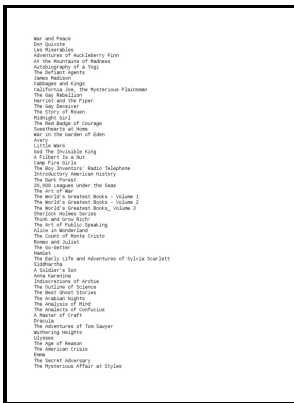 War and Peace
Don Quixote
Les Miserables
Adventures of Huckleberry Finn
At the Mountains of Madness
Autobiography of a Yogi
The Defiant Agents
James Madison
Cabbages and Kings
California Joe, the Mysterious Plainsman
The Gay Rebellion
Harriet and the Piper
The Gay Deceiver
The Story of Rouen
Midnight Girl
The Red Badge of Courage
Sweethearts at Home
War in the Garden of Eden
Avery
Little Wars
God The Invisible King
A Filbert Is a Nut
Camp Fire Girls
The Boy Inventors' Radio Telephone
Introductory American History
The Dark Forest
20,000 Leagues Under the Seas
The Art of War
The World's Greatest Books - Volume 1
The World's Greatest Books - Volume 2
The World's Greatest Books_ Volume 3
Sherlock Holmes Series
Think and Grow Rich!
The Art of Public Speaking
Alice in Wonderland
The Count of Monte Cristo
Romeo and Juliet
The Go-Getter
Hamlet
The Early Life and Adventures of Sylvia Scarlett
Siddhartha
A Soldier's Son
Anna Karenina
Indiscretions of Archie
The Outline of Science
The Best Ghost Stories
The Arabian Nights
The Analysis of Mind
The Analects of Confucius
A Master of Craft
Dracula
The Adventures of Tom Sawyer
Wuthering Heights
Ulysses
The Age of Reason
The American Crisis
Emma
The Secret Adversary
The Mysterious Affair at Styles